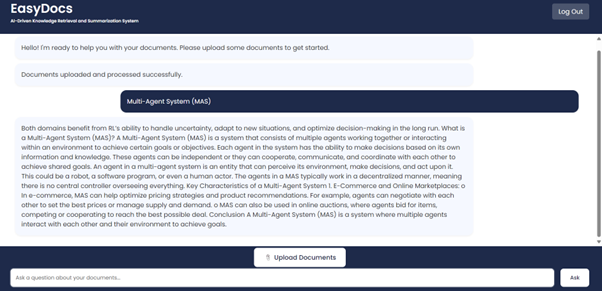 EasyDocs
AI-Driven Knowledge Retrieval and Summarization System
Log Out
Hello! I'm ready to help you with your documents. Please upload some documents to get started.
Documents uploaded and processed successfully.
Multi-Agent System (MAS)
Both domains benefit from RL's ability to handle uncertainty, adapt to new situations, and optimize decision-making in the long run. What is
a Multi-Agent System (MAS)? A Multi-Agent System (MAS) is a system that consists of multiple agents working together or interacting
within an environment to achieve certain goals or objectives. Each agent in the system has the ability to make decisions based on its own
information and knowledge. These agents can be independent or they can cooperate, communicate, and coordinate with each other to
achieve shared goals. An agent in a multi-agent system is an entity that can perceive its environment, make decisions, and act upon it.
This could be a robot, a software program, or even a human actor. The agents in a MAS typically work in a decentralized manner, meaning
there is no central controller overseeing everything. Key Characteristics of a Multi-Agent System 1. E-Commerce and Online Marketplaces: o
In e-commerce, MAS can help optimize pricing strategies and product recommendations. For example, agents can negotiate with each
other to set the best prices or manage supply and demand. o MAS can also be used in online auctions, where agents bid for items,
competing or cooperating to reach the best possible deal. Conclusion A Multi-Agent System (MAS) is a system where multiple agents
interact with each other and their environment to achieve goals.
Upload Documents
Ask a question about your documents...
Ask